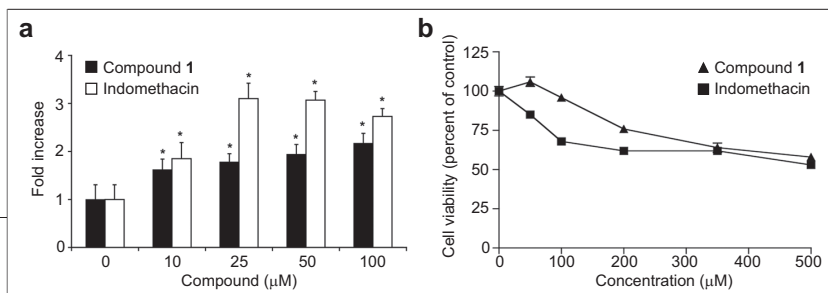 a
Compound 1
Indomethacin
Fold increase
4
3
2
1
0
* * * * * * * *
0 10 25 50 100
Compound (μM)
b
Compound 1
Indomethacin
Cell viability (percent of control)
125
100
75
50
25
0
0 100 200 300 400 500
Concentration (μM)